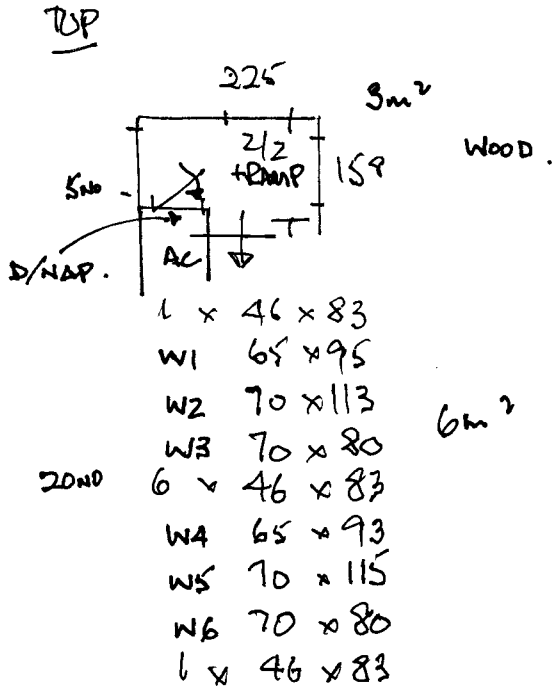 TOP
225
3m²
2/2
+RAMP
159
WOOD.
5NO
D/NAP.
AC
1 x 46 x 83
W1 65 x 95
W2 70 x 113
W3 70 x 80
6m²
20NO 6 x 46 x 83
W4 65 x 93
W5 70 x 115
W6 70 x 80
1 x 46 x 83